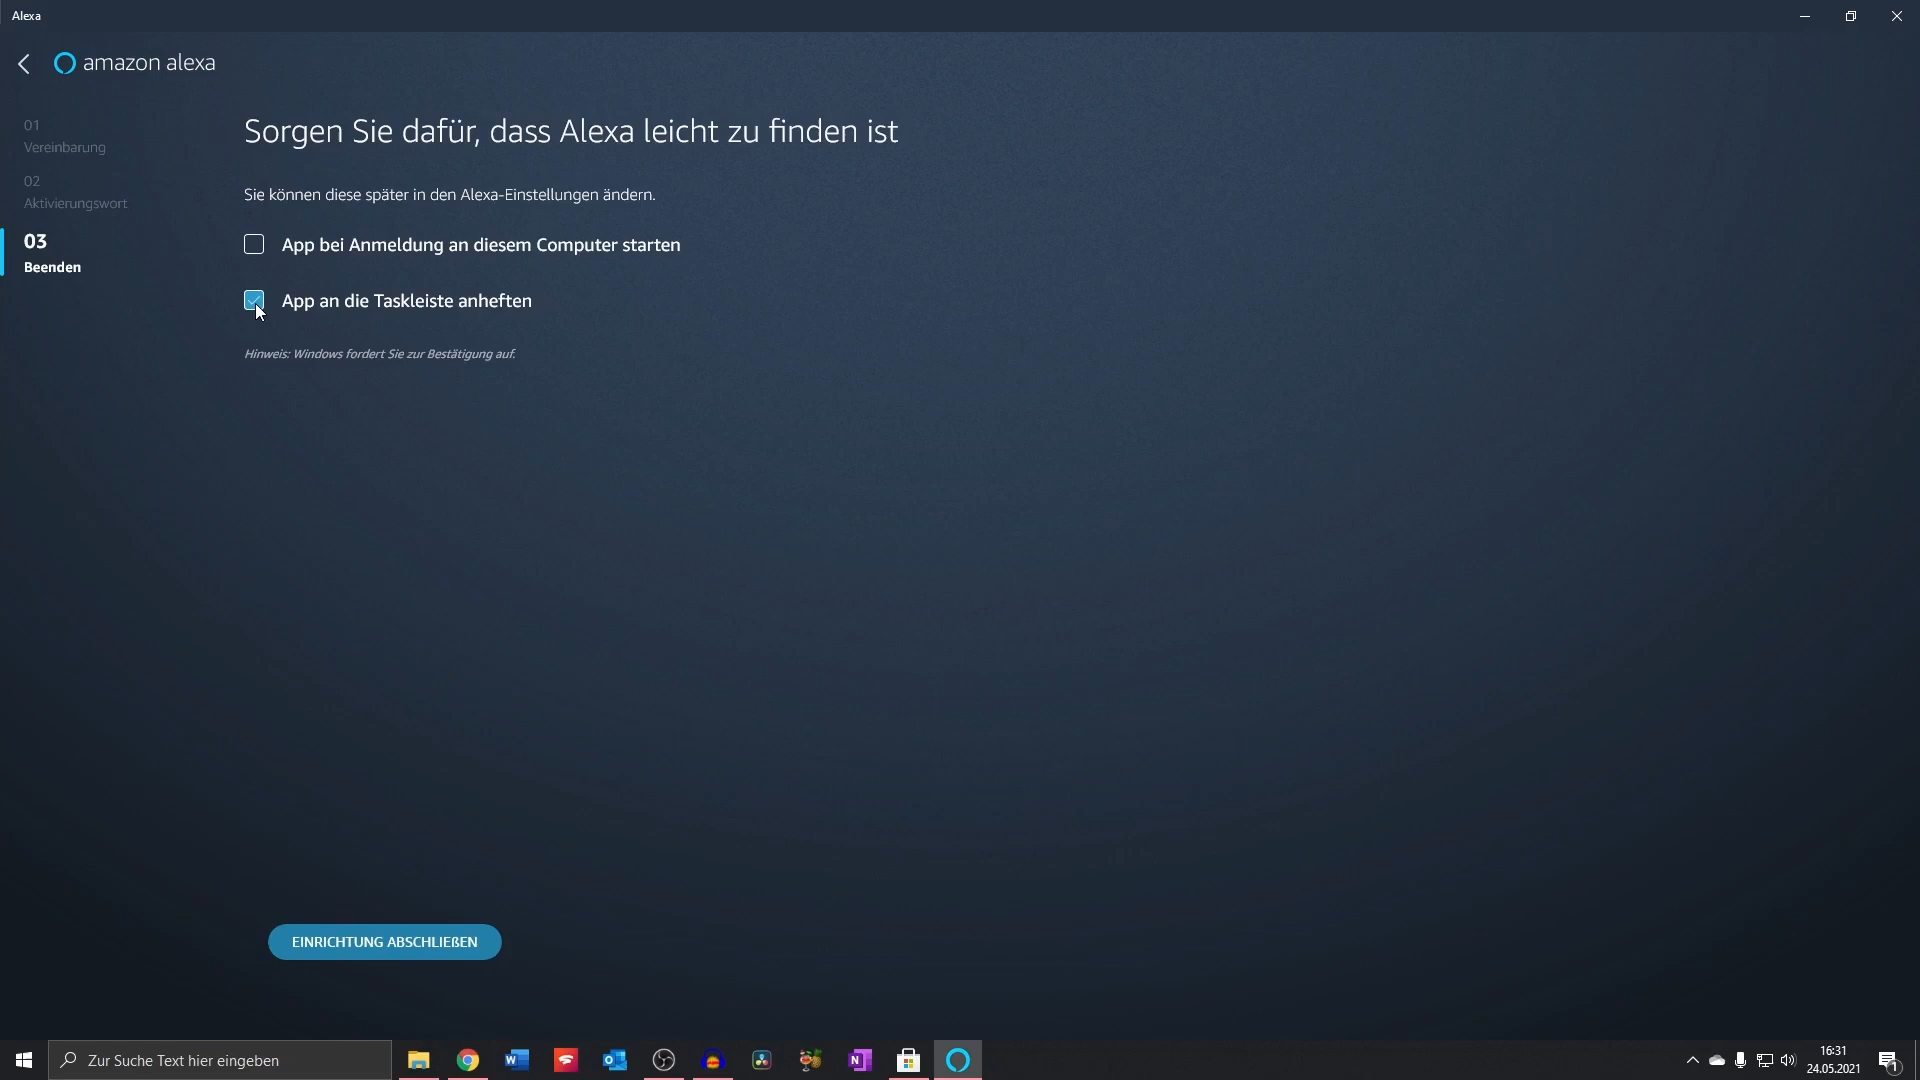 Alexa
amazon alexa
01
Vereinbarung
02
Aktivierungswort
03
Beenden
Sorgen Sie dafür, dass Alexa leicht zu finden ist
Sie können diese später in den Alexa-Einstellungen ändern.
App bei Anmeldung an diesem Computer starten
App an die Taskleiste anheften
Hinweis: Windows fordert Sie zur Bestätigung auf.
EINRICHTUNG ABSCHLIEßEN
Zur Suche Text hier eingeben
16:31
24.05.2021
1